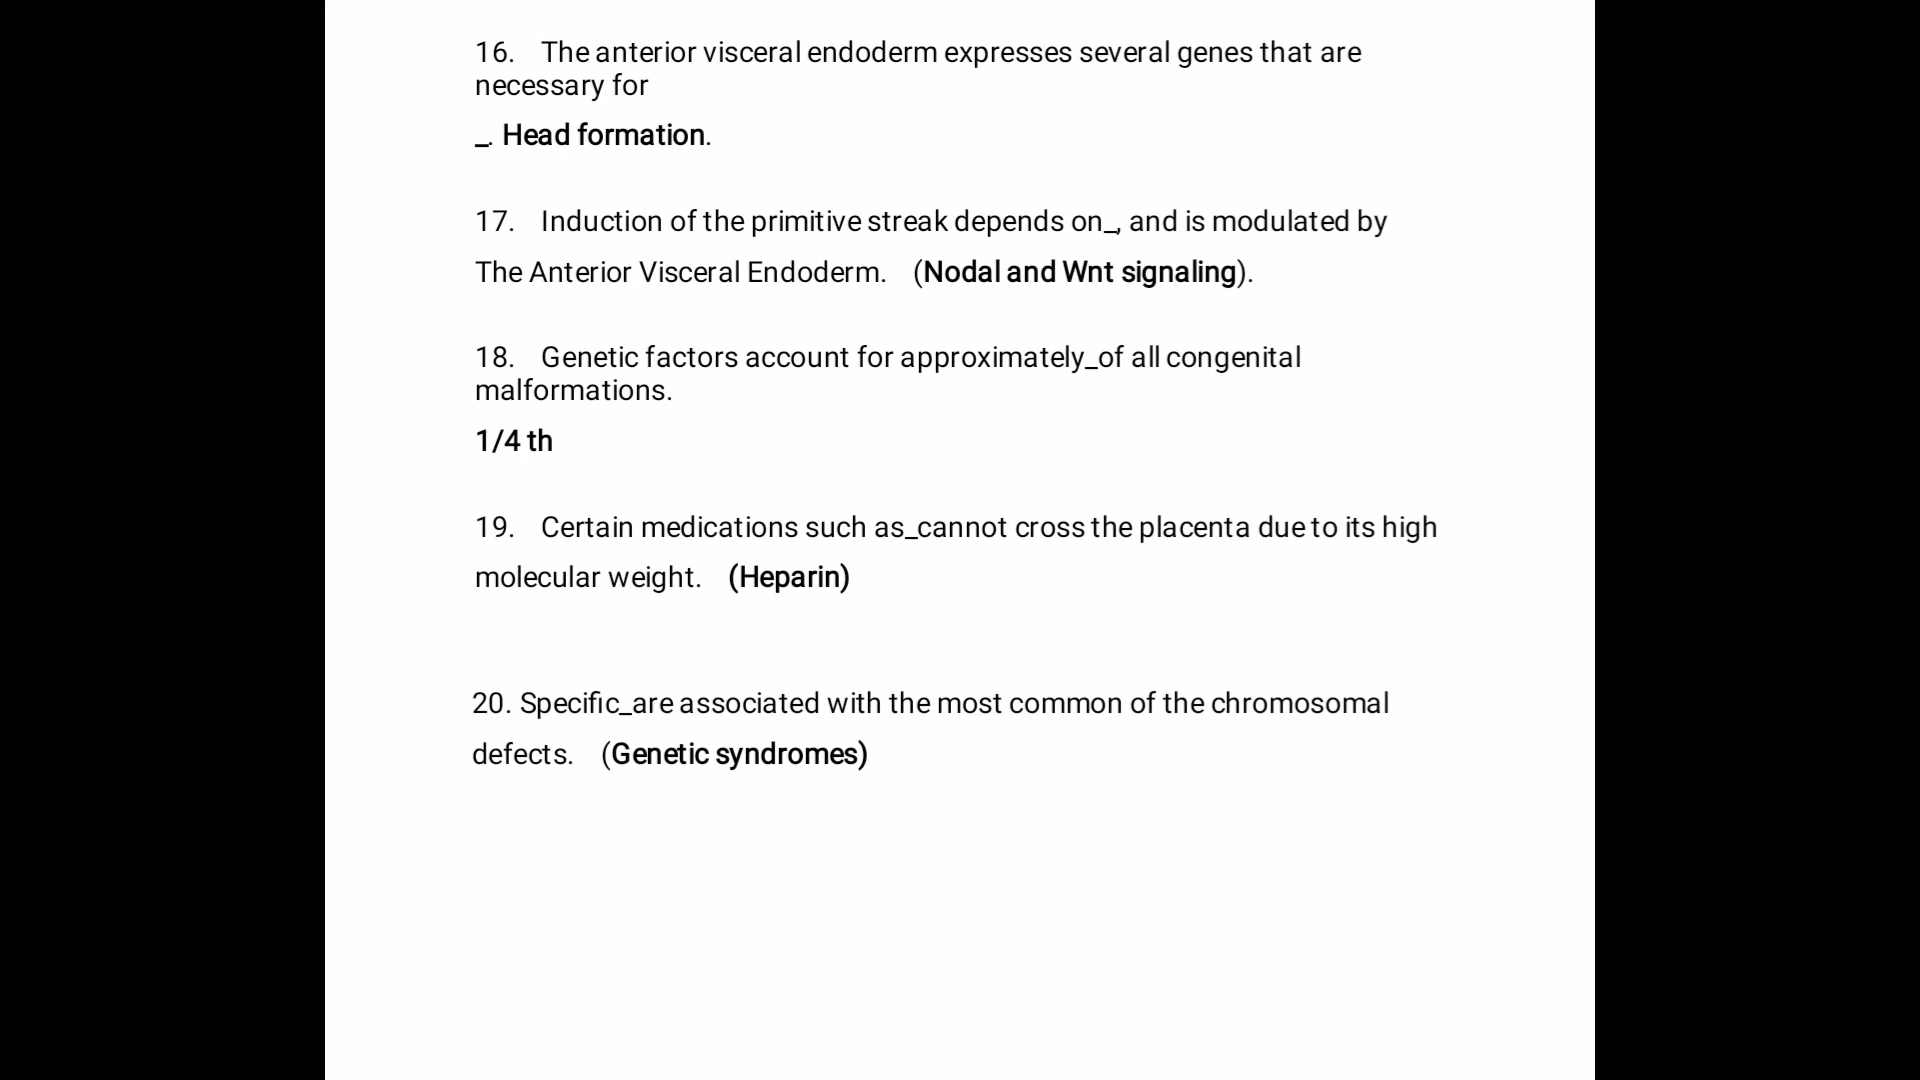 16. The anterior visceral endoderm expresses several genes that are
necessary for
_. Head formation.
17. Induction of the primitive streak depends on_, and is modulated by
The Anterior Visceral Endoderm. (Nodal and Wnt signaling).
18. Genetic factors account for approximately_of all congenital
malformations.
1/4 th
19. Certain medications such as_cannot cross the placenta due to its high
molecular weight. (Heparin)
20. Specific_are associated with the most common of the chromosomal
defects. (Genetic syndromes)